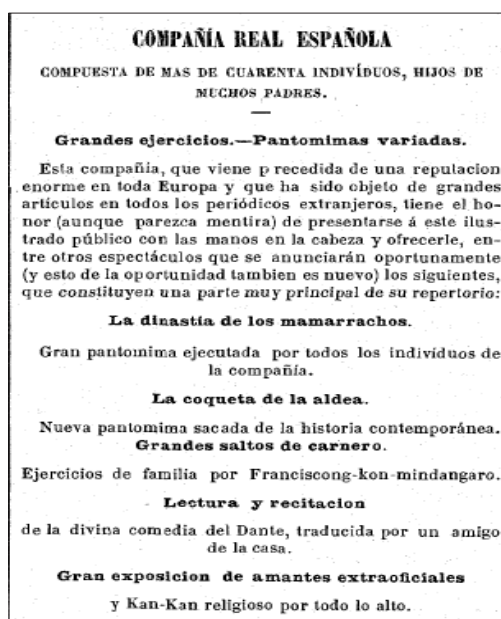 COMPAÑÍA REAL ESPAÑOLA
COMPUESTA DE MAS DE CUARENTA INDIVÍDUOS, HIJOS DE
MUCHOS PADRES.
Grandes ejercicios.—Pantomimas variadas.
Esta compañía, que viene p recedida de una reputacion
enorme en toda Europa y que ha sido objeto de grandes
artículos en todos los periódicos extranjeros, tiene el ho-
nor (aunque parezca mentira) de presentarse á este ilus-
trado público con las manos en la cabeza y ofrecerle, en-
tre otros espectáculos que se anunciarán oportunamente
(y esto de la oportunidad tambien es nuevo) los siguientes,
que constituyen una parte muy principal de su repertorio:
La dinastía de los mamarrachos.
Gran pantomima ejecutada por todos los indivíduos de
la compañía.
La coqueta de la aldea.
Nueva pantomima sacada de la historia contemporánea.
Grandes saltos de carnero.
Ejercicios de familia por Franciscong-kon-mindangaro.
Lectura y recitacion
de la divina comedia del Dante, traducida por un amigo
de la casa.
Gran exposicion de amantes extraoficiales
y Kan-Kan religioso por todo lo alto.